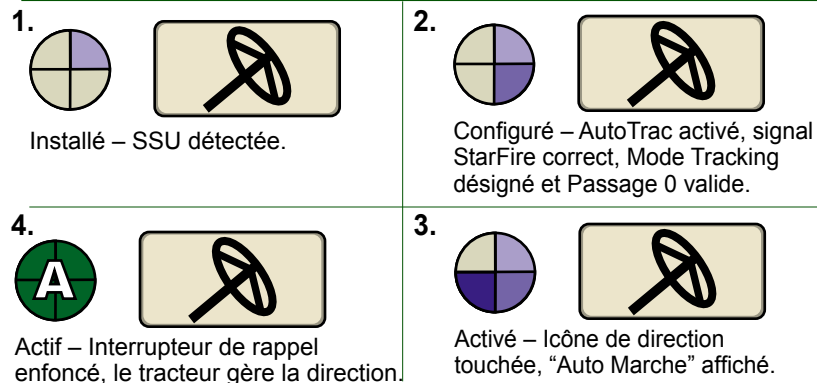 1.
Installé – SSU détectée.
2.
Configuré – AutoTrac activé, signal
StarFire correct, Mode Tracking
désigné et Passage 0 valide.
4.
A
Actif – Interrupteur de rappel
enfoncé, le tracteur gère la direction.
3.
Activé – Icône de direction
touchée, “Auto Marche” affiché.